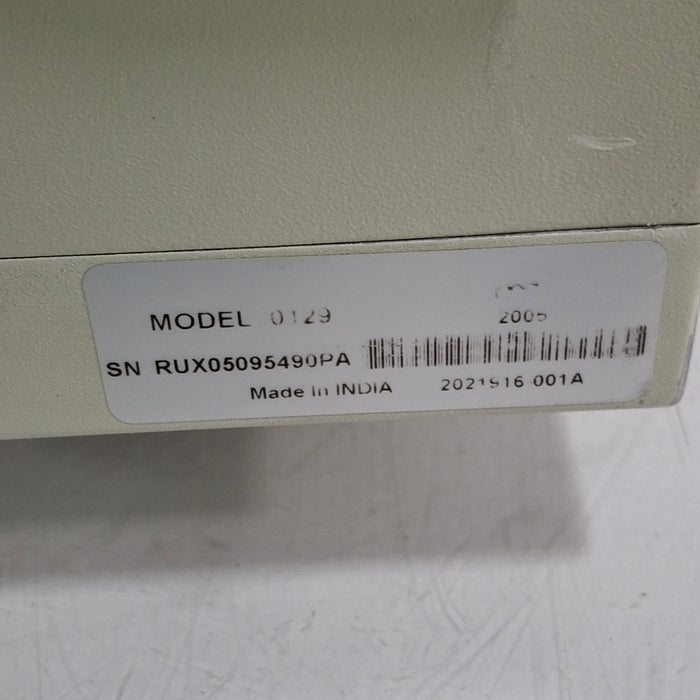 MODEL 0129
2005
SN RUX05095490PA
Made In INDIA 2021916-001A